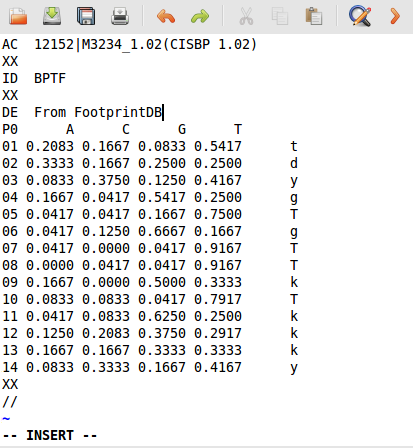 AC  12152|M3234_1.02(CISBP 1.02)
XX
ID  BPTF
XX
DE  From FootprintDB
P0      A      C      G      T
01 0.2083 0.1667 0.0833 0.5417      t
02 0.3333 0.1667 0.2500 0.2500      d
03 0.0833 0.3750 0.1250 0.4167      y
04 0.1667 0.0417 0.5417 0.2500      g
05 0.0417 0.0417 0.1667 0.7500      T
06 0.0417 0.1250 0.6667 0.1667      g
07 0.0417 0.0000 0.0417 0.9167      T
08 0.0000 0.0417 0.0417 0.9167      T
09 0.1667 0.0000 0.5000 0.3333      k
10 0.0833 0.0833 0.0417 0.7917      T
11 0.0417 0.0833 0.6250 0.2500      k
12 0.1250 0.2083 0.3750 0.2917      k
13 0.1667 0.1667 0.3333 0.3333      k
14 0.0833 0.3333 0.1667 0.4167      y
XX
//
~
-- INSERT --